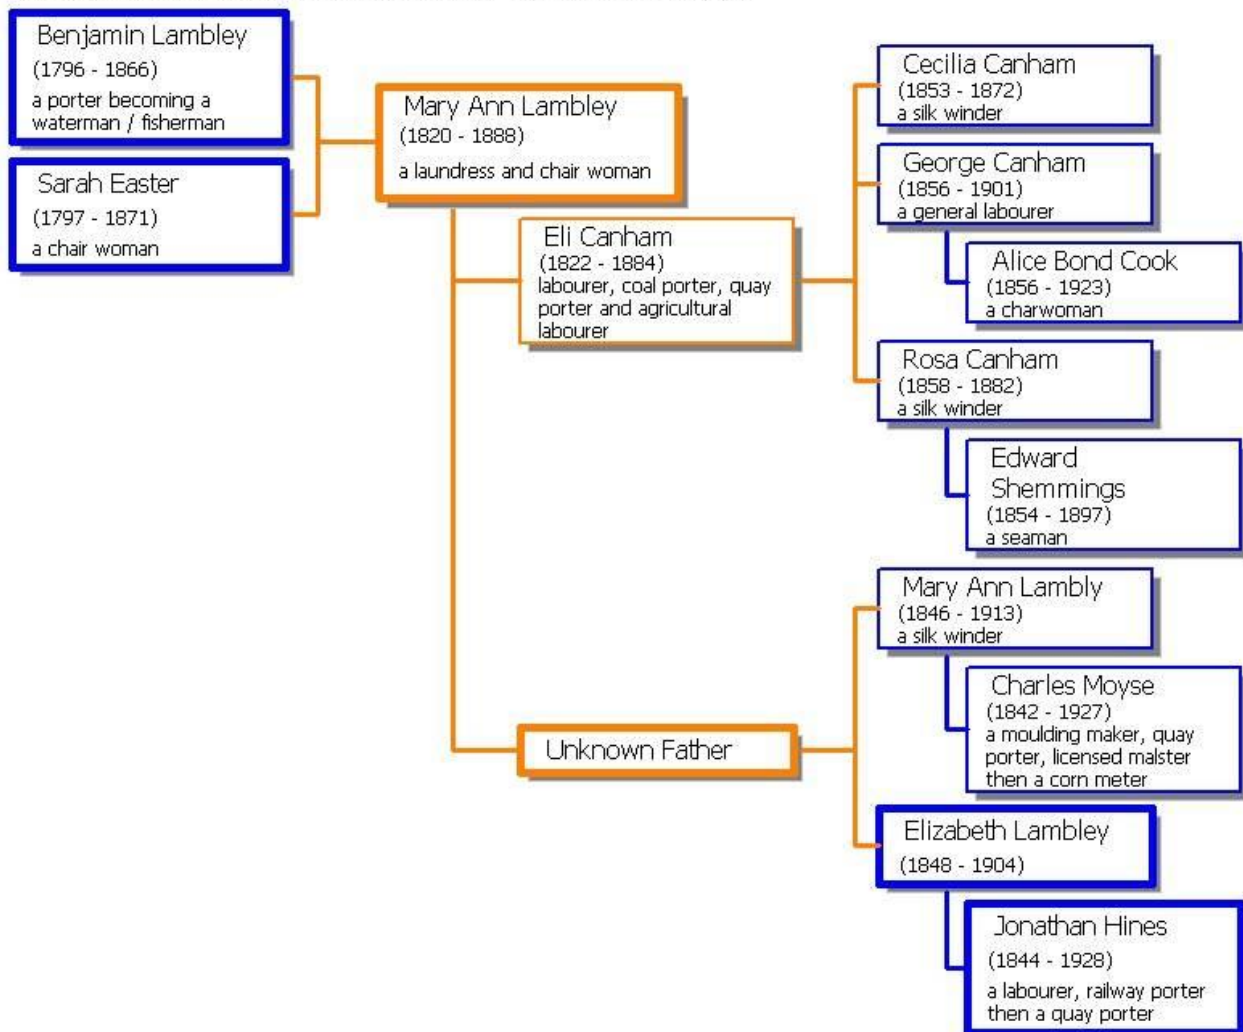 Benjamin Lambley
(1796 - 1866)
a porter becoming a
waterman / fisherman
Sarah Easter
(1797 - 1871)
a chair woman
Mary Ann Lambley
(1820 - 1888)
a laundress and chair woman
Eli Canham
(1822 - 1884)
labourer, coal porter, quay
porter and agricultural
labourer
Unknown Father
Cecilia Canham
(1853 - 1872)
a silk winder
George Canham
(1856 - 1901)
a general labourer
Alice Bond Cook
(1856 - 1923)
a charwoman
Rosa Canham
(1858 - 1882)
a silk winder
Edward
Shemmings
(1854 - 1897)
a seaman
Mary Ann Lambly
(1846 - 1913)
a silk winder
Charles Moyse
(1842 - 1927)
a moulding maker, quay
porter, licensed malster
then a corn meter
Elizabeth Lambley
(1848 - 1904)
Jonathan Hines
(1844 - 1928)
a labourer, railway porter
then a quay porter